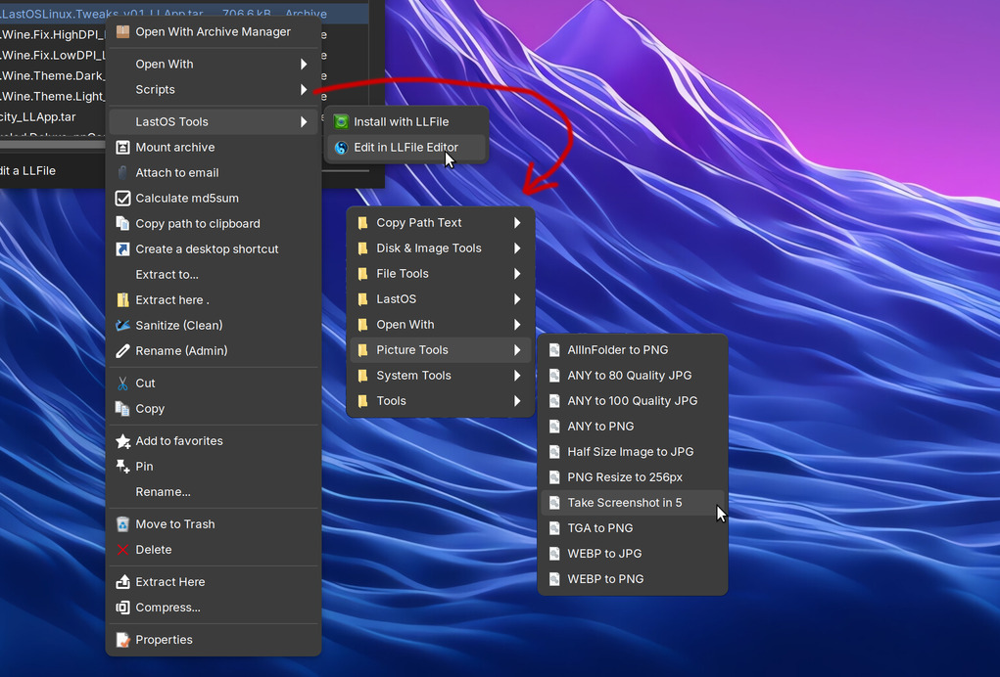 .LastOSLinux.Tweaks_v01_LLApp.tar 706.6 kB Archive
.Wine.Fix.HighDPI_
.Wine.Fix.LowDPI_L
.Wine.Theme.Dark_
.Wine.Theme.Light_
city_LLApp.tar
dit a LLFile
Open With Archive Manager
Open With
Scripts
LastOS Tools
Mount archive
Attach to email
Calculate md5sum
Copy path to clipboard
Create a desktop shortcut
Extract to...
Extract here .
Sanitize (Clean)
Rename (Admin)
Cut
Copy
Add to favorites
Pin
Rename...
Move to Trash
Delete
Extract Here
Compress...
Properties
Install with LLFile
Edit in LLFile Editor
Copy Path Text
Disk & Image Tools
File Tools
LastOS
Open With
Picture Tools
System Tools
Tools
AllInFolder to PNG
ANY to 80 Quality JPG
ANY to 100 Quality JPG
ANY to PNG
Half Size Image to JPG
PNG Resize to 256px
Take Screenshot in 5
TGA to PNG
WEBP to JPG
WEBP to PNG